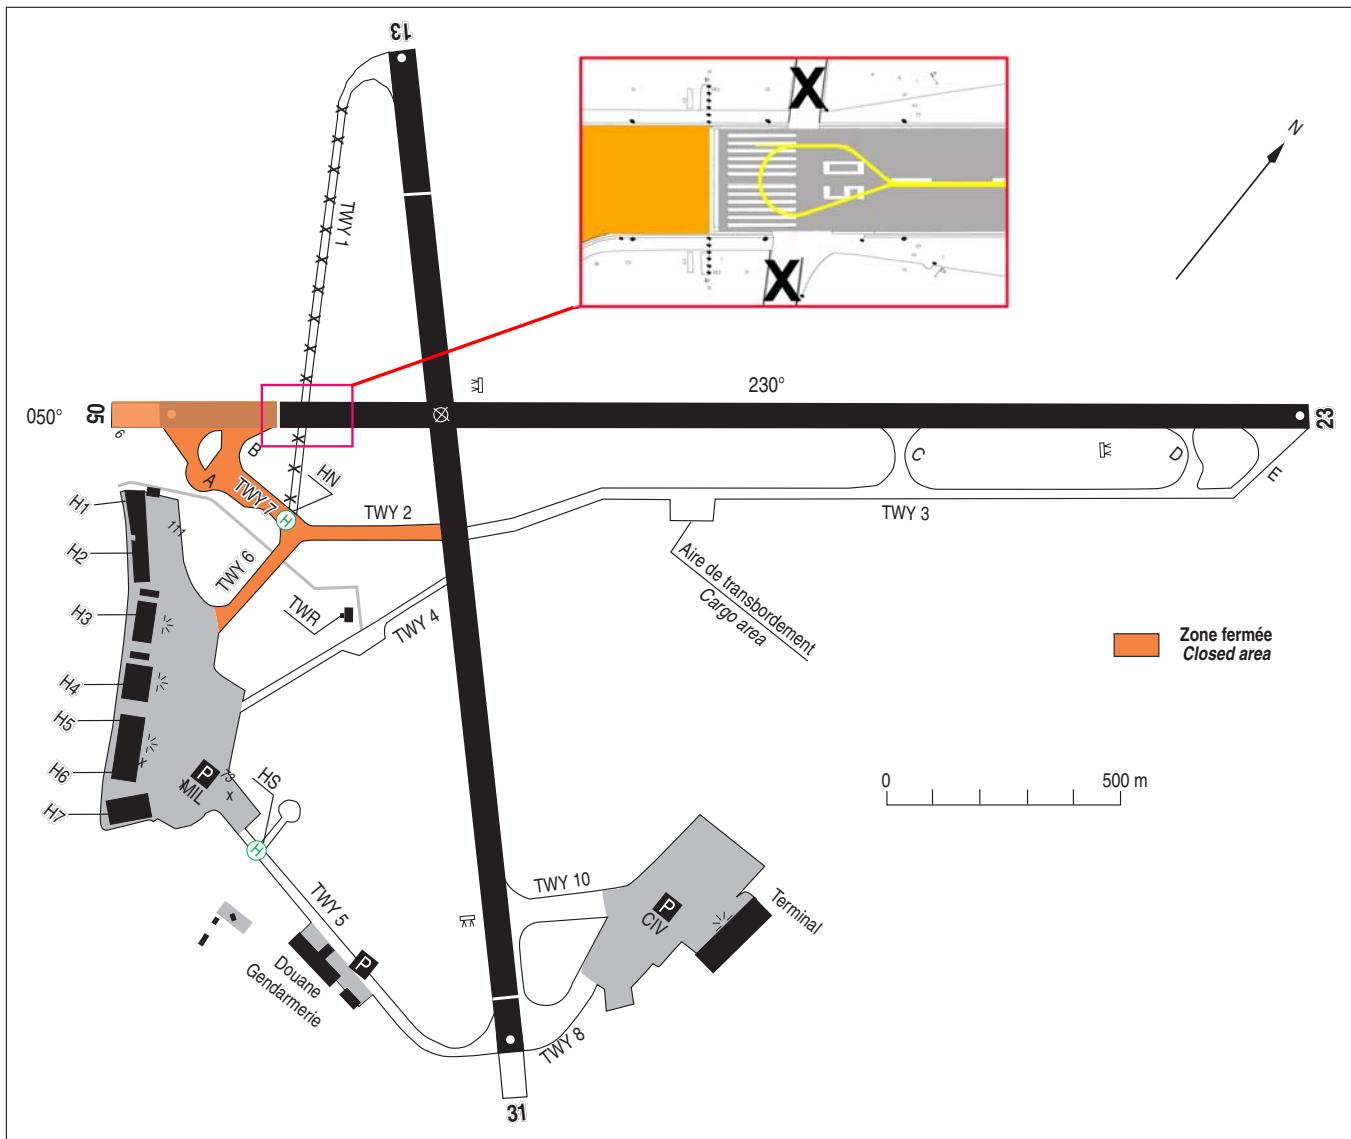 13
N
TWY 1
230°
050°
05
23
6
B
A
C
D
E
HN
TWY 7
H
TWY 2
TWY 3
H1
111
H2
TWY 6
Aire de transbordement
Cargo area
H3
TWR
TWY 4
Zone fermée
Closed area
H4
H5
H6
P
MIL
73
HS
0
500 m
H7
H
TWY 5
TWY 10
P
CIV
Terminal
P
Douane
Gendarmerie
TWY 8
31
X
05
X